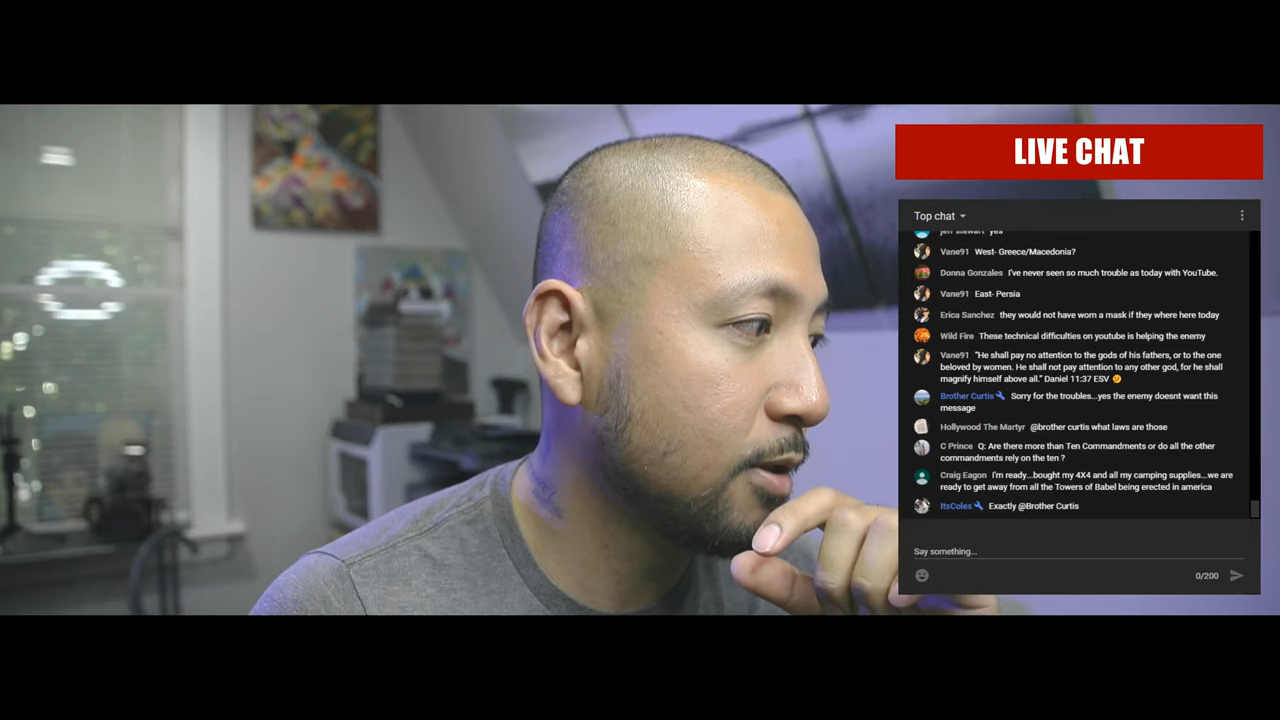 LIVE CHAT
Top chat
jeff stewart yes
Vane91 West- Greece/Macedonia?
Donna Gonzales I've never seen so much trouble as today with YouTube.
Vane91 East- Persia
Erica Sanchez they would not have worn a mask if they where here today
Wild Fire These technical difficulties on youtube is helping the enemy
Vane91 "He shall pay no attention to the gods of his fathers, or to the one
beloved by women. He shall not pay attention to any other god, for he shall
magnify himself above all." Daniel 11:37 ESV 😕
Brother Curtis Sorry for the troubles...yes the enemy doesnt want this
message
Hollywood The Martyr @brother curtis what laws are those
C Prince Q: Are there more than Ten Commandments or do all the other
commandments rely on the ten ?
Craig Eagon I'm ready...bought my 4X4 and all my camping supplies...we are
ready to get away from all the Towers of Babel being erected in america
ItsColes Exactly @Brother Curtis
Say something...
0/200